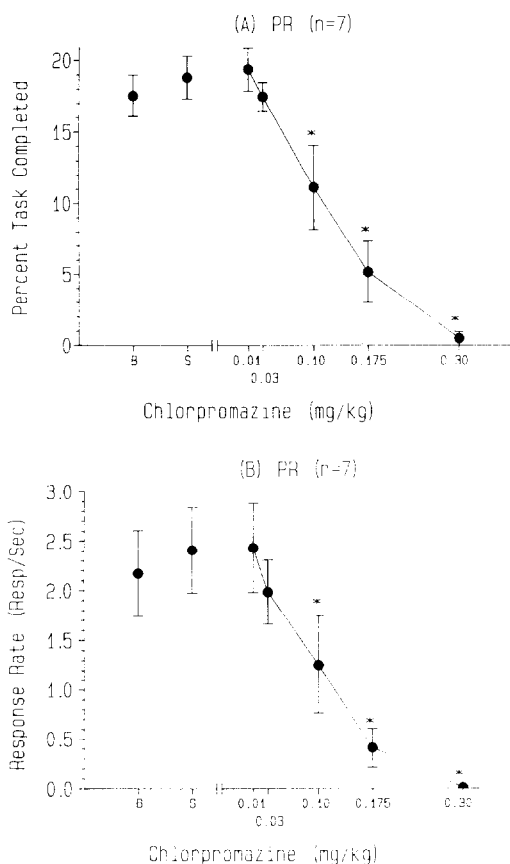 (A) PR (n=7)
Percent Task Completed
20
15
10
5
0
*
*
*
B S 0.01 0.10 0.175 0.30
0.03
Chlorpromazine (mg/kg)
(B) PR (n=7)
Response Rate (Resp/Sec)
3.0
2.5
2.0
1.5
1.0
0.5
0.0
*
*
*
B S 0.01 0.10 0.175 0.30
0.03
Chlorpromazine (mg/kg)